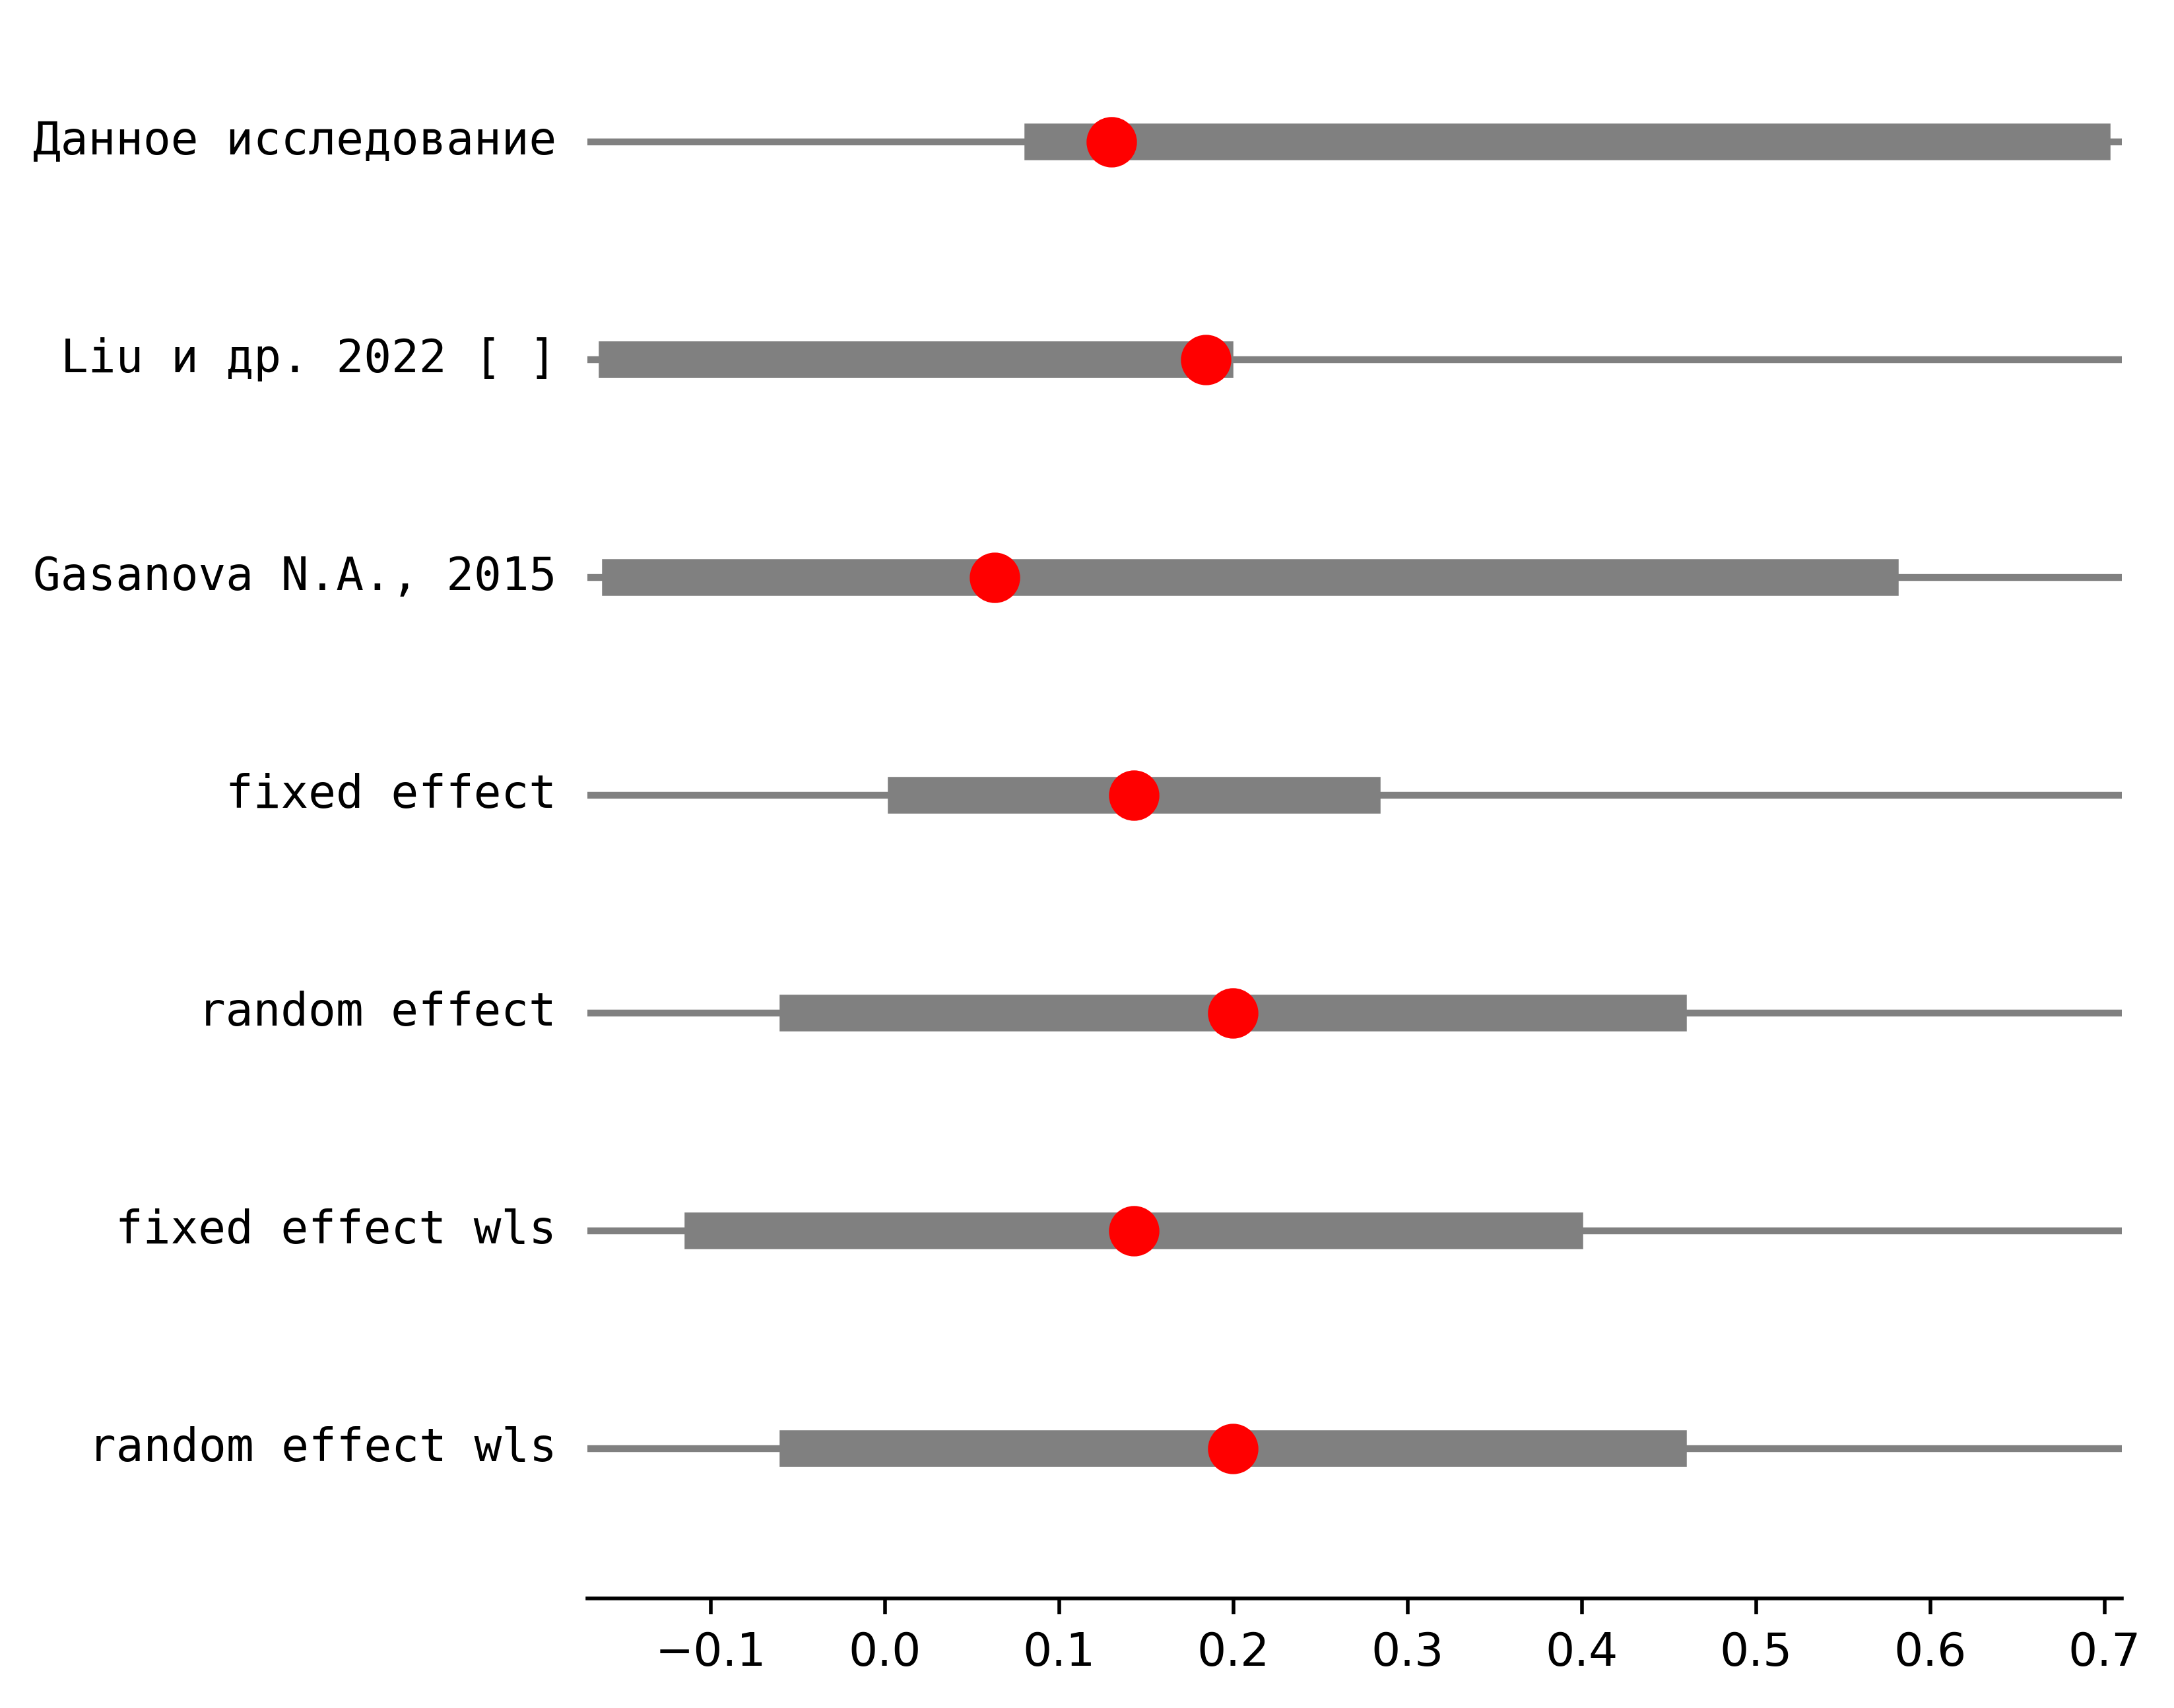 Данное исследование
Liu и др. 2022 [ ]
Gasanova N.A., 2015
fixed effect
random effect
fixed effect wls
random effect wls
−0.1 0.0 0.1 0.2 0.3 0.4 0.5 0.6 0.7